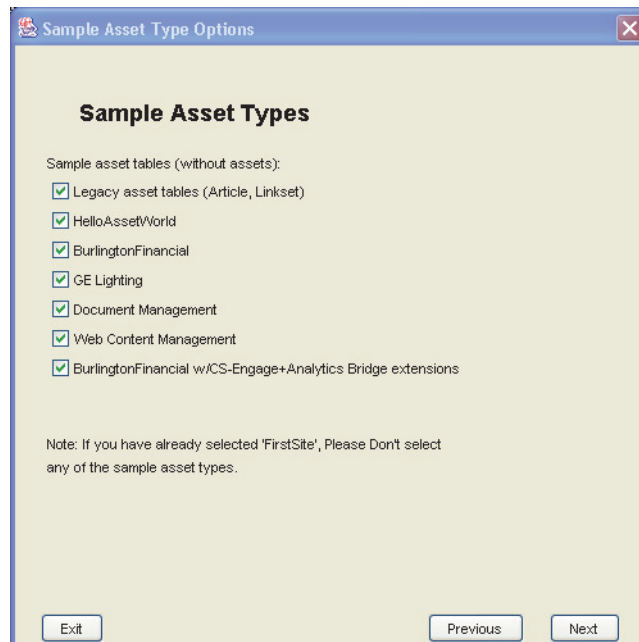 Sample Asset Type Options
Sample Asset Types
Sample asset tables (without assets):
Legacy asset tables (Article, Linkset)
HelloAssetWorld
BurlingtonFinancial
GE Lighting
Document Management
Web Content Management
BurlingtonFinancial w/CS-Engage+Analytics Bridge extensions
Note: If you have already selected 'FirstSite', Please Don't select
any of the sample asset types.
Exit Previous Next